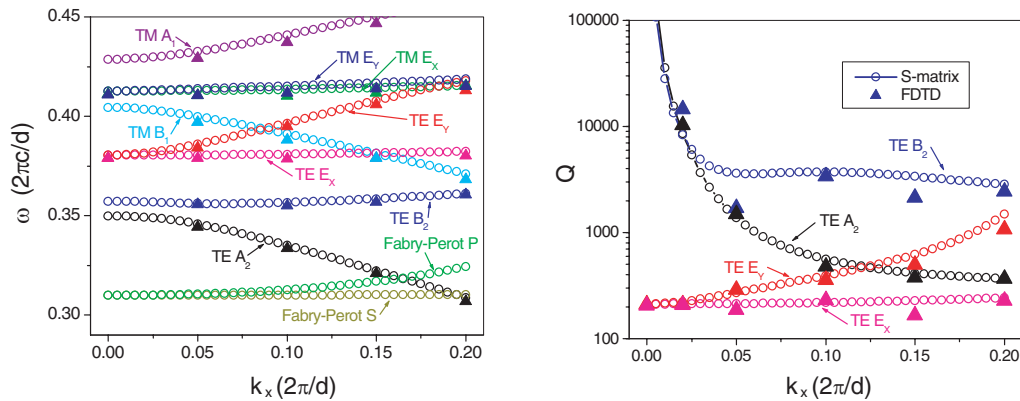 0.45
0.40
0.35
0.30
ω (2πc/d)
TM A1
TM EY
TM EX
TM B1
TE EY
TE EX
TE B2
TE A2
Fabry-Perot P
Fabry-Perot S
0.00 0.05 0.10 0.15 0.20
kx(2π/d)
100000
10000
1000
100
Q
S-matrix
FDTD
TE B2
TE A2
TE EY
TE EX
0.00 0.05 0.10 0.15 0.20
kx(2π/d)